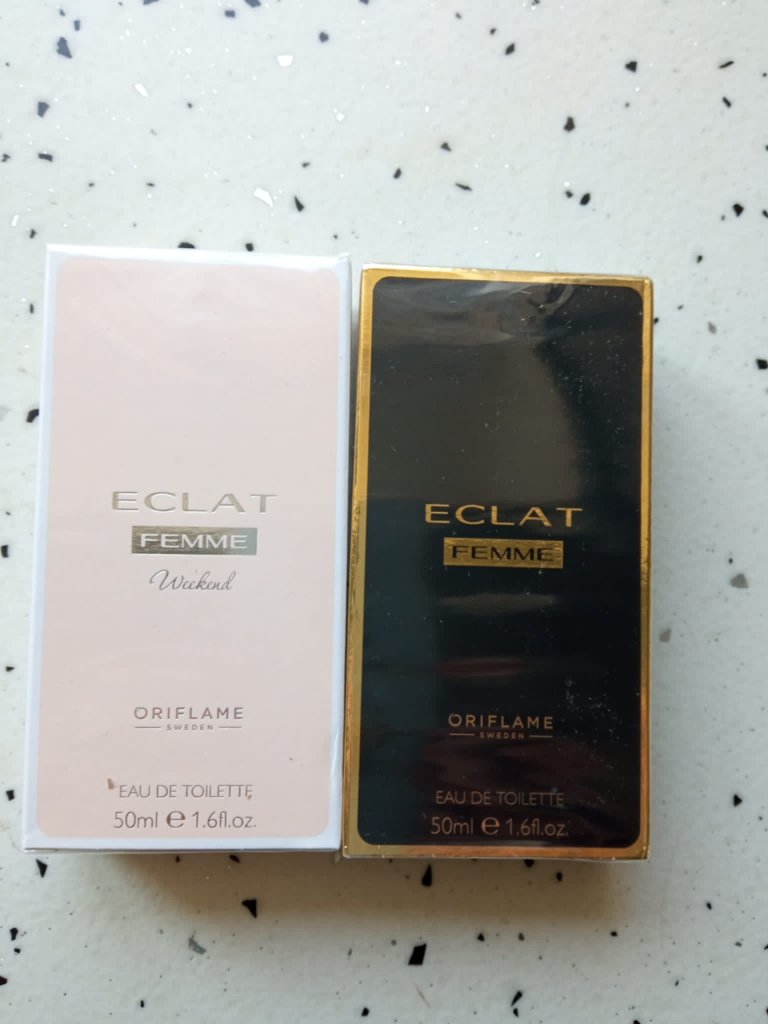 ECLAT
FEMME
Weekend
ORIFLAME
SWEDEN
EAU DE TOILETTE
50ml e 1.6fl.oz.
ECLAT
FEMME
ORIFLAME
SWEDEN
EAU DE TOILETTE
50ml e 1.6fl.oz.